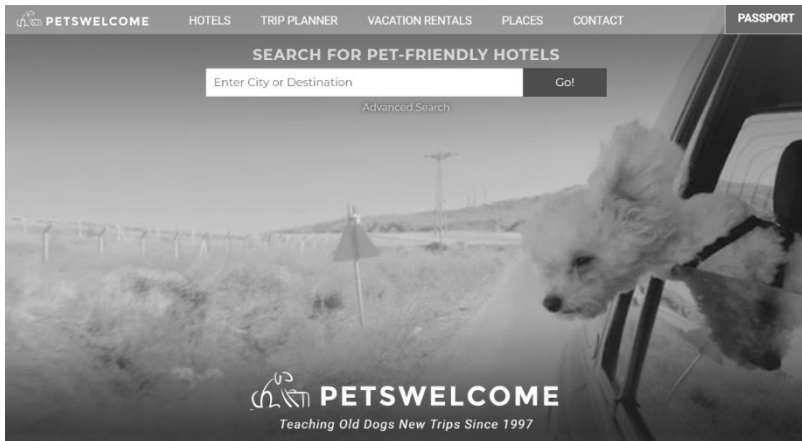 PETSWELCOME HOTELS TRIP PLANNER VACATION RENTALS PLACES CONTACT PASSPORT
SEARCH FOR PET-FRIENDLY HOTELS
Enter City or Destination Go!
Advanced Search
PETSWELCOME
Teaching Old Dogs New Trips Since 1997